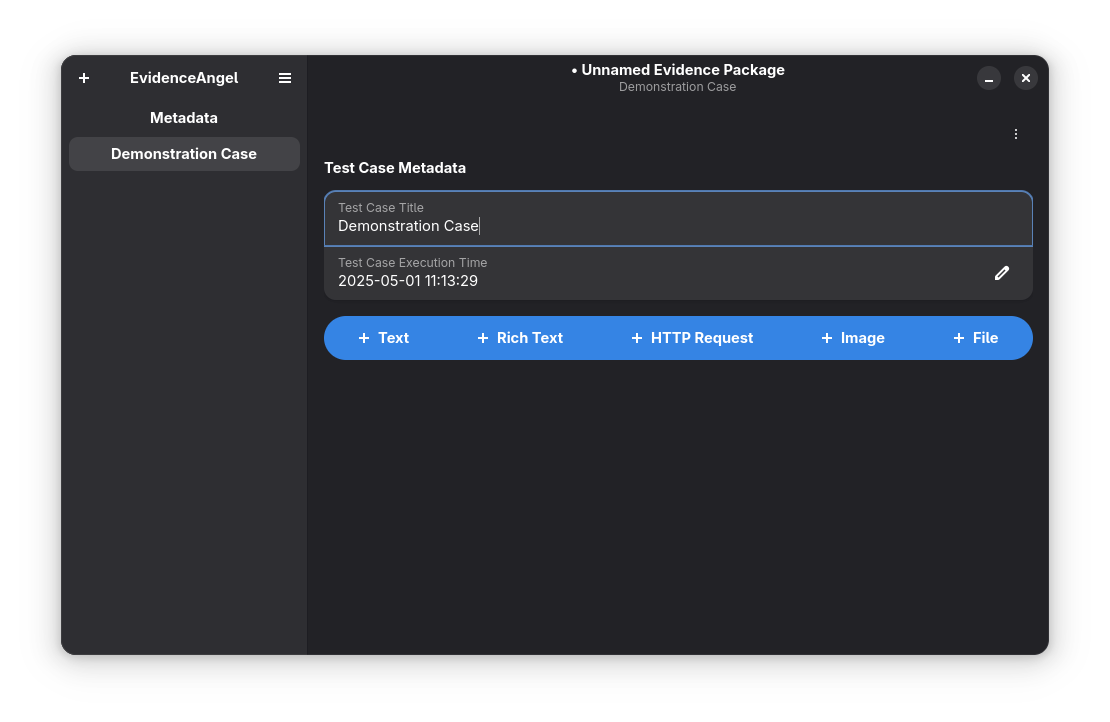 EvidenceAngel
Metadata
Demonstration Case
• Unnamed Evidence Package
Demonstration Case
Test Case Metadata
Test Case Title
Demonstration Case
Test Case Execution Time
2025-05-01 11:13:29
+ Text + Rich Text + HTTP Request + Image + File